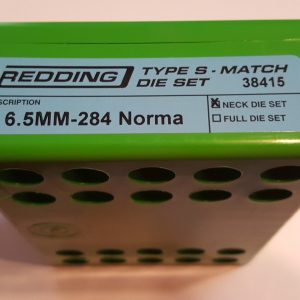 REDDING TYPE S - MATCH
DIE SET 38415
SCRIPTION
6.5MM-284 Norma
☒ NECK DIE SET
☐ FULL DIE SET